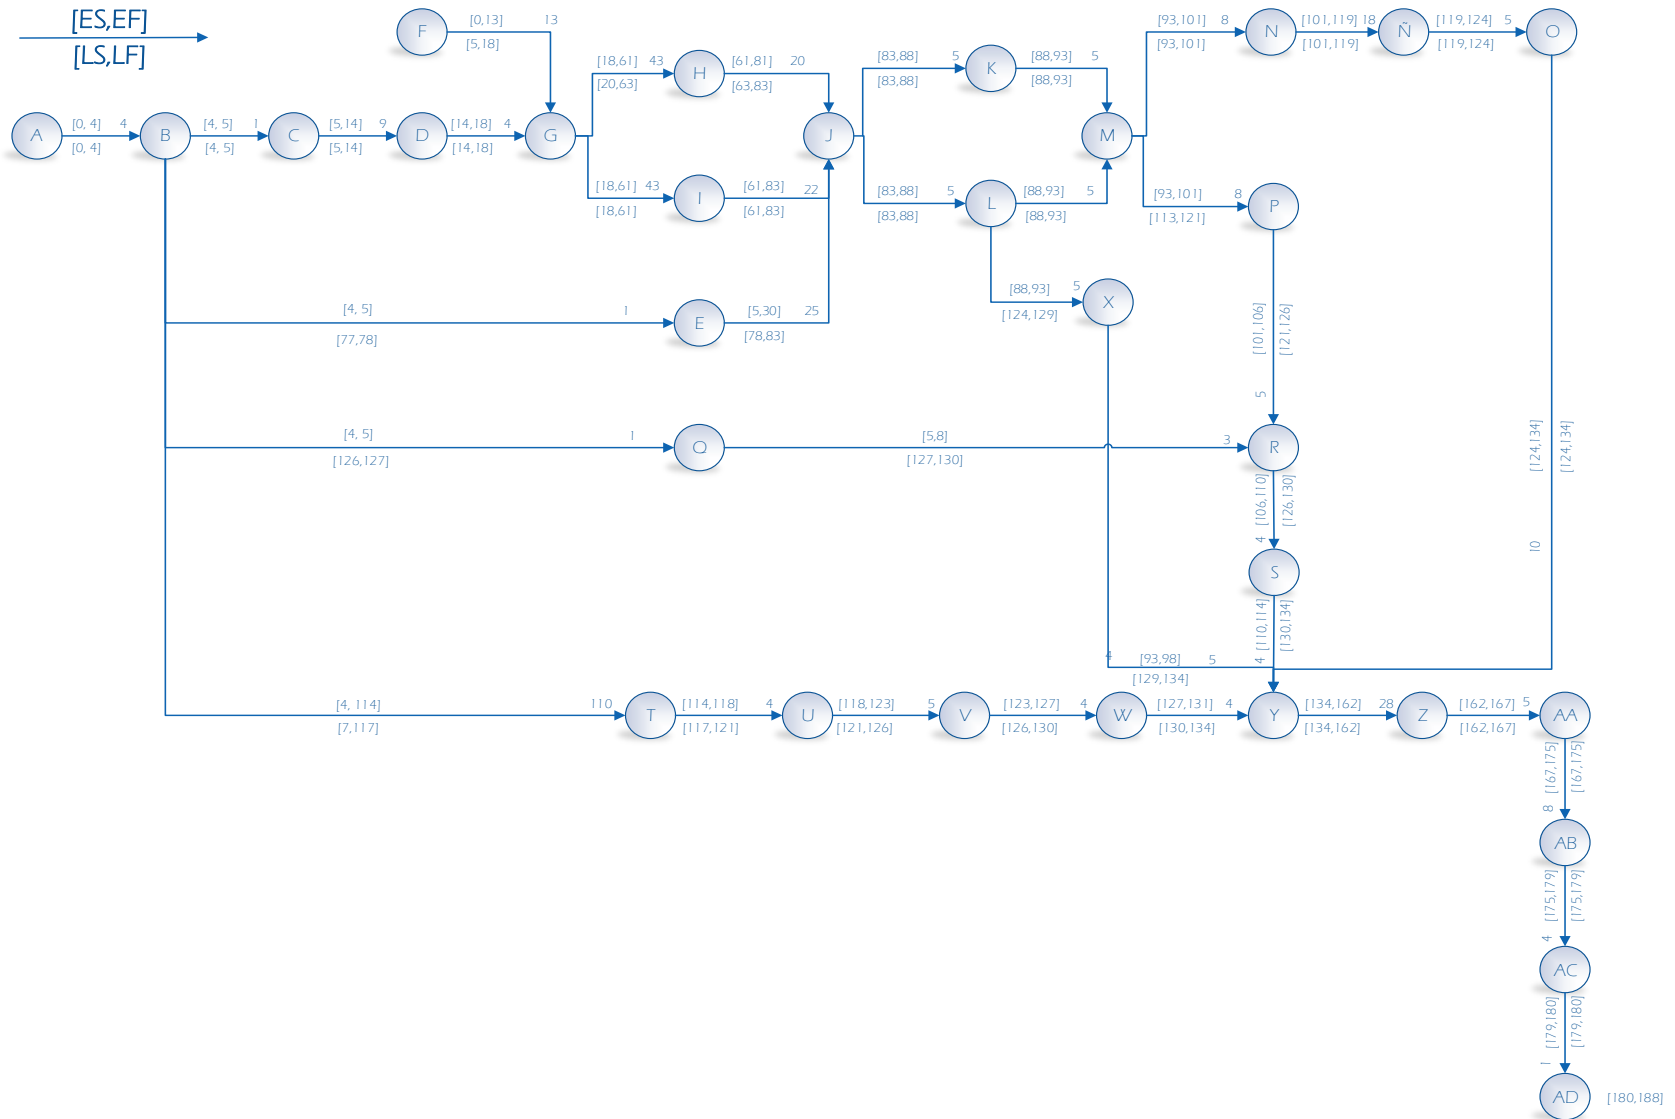 [ES,EF]
[LS,LF]
F
[0,13]
13
[5,18]
[93,101] 8
[93,101]
N
[101,119] 18
[101,119]
Ñ
[119,124] 5
[119,124]
O
[18,61] 43
[20,63]
H
[61,81] 20
[63,83]
[83,88] 5
[83,88]
K
[88,93] 5
[88,93]
A
[0, 4] 4
[0, 4]
B
[4, 5] 1
[4, 5]
C
[5,14] 9
[5,14]
D
[14,18] 4
[14,18]
G
J
M
[18,61] 43
[18,61]
I
[61,83] 22
[61,83]
[83,88] 5
[83,88]
L
[88,93] 5
[88,93]
[93,101] 8
[113,121]
P
[88,93] 5
[124,129]
X
[4, 5] 1
[77,78]
E
[5,30] 25
[78,83]
[101,106]
[121,126]
5
[4, 5] 1
[126,127]
Q
[5,8] 3
[127,130]
R
[124,134]
[124,134]
10
[106,110]
[126,130]
4
S
[110,114]
[130,134]
4
4
[93,98] 5
[129,134]
[4, 114] 110
[7,117]
T
[114,118] 4
[117,121]
U
[118,123] 5
[121,126]
V
[123,127] 4
[126,130]
W
[127,131] 4
[130,134]
Y
[134,162] 28
[134,162]
Z
[162,167] 5
[162,167]
AA
[167,175]
[167,175]
8
AB
[175,179]
[175,179]
4
AC
[179,180]
[179,180]
1
AD
[180,188]